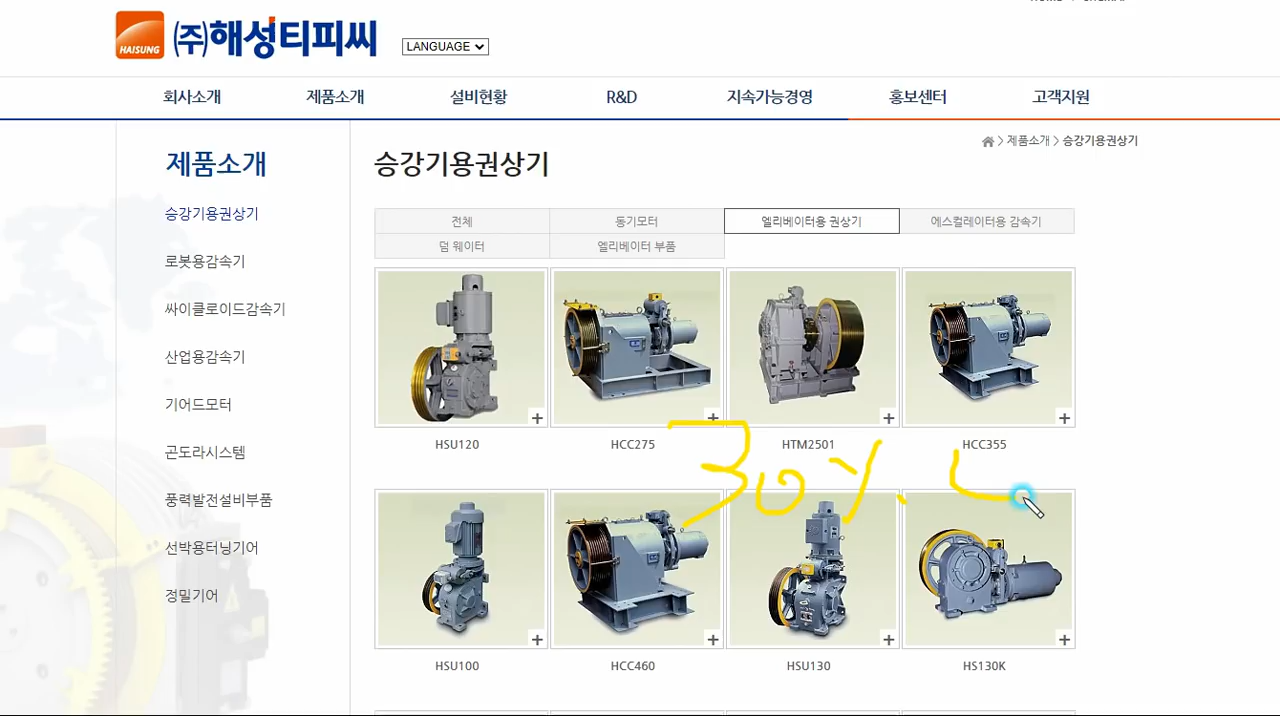 HAISUNG (주)해성티피씨 LANGUAGE
회사소개 제품소개 설비현황 R&D 지속가능경영 홍보센터 고객지원
제품소개 > 승강기용권상기
제품소개
승강기용권상기
로봇용감속기
싸이클로이드감속기
산업용감속기
기어드모터
곤도라시스템
풍력발전설비부품
선박용터닝기어
정밀기어
승강기용권상기
전체 동기모터 엘리베이터용 권상기 에스컬레이터용 감속기
덤 웨이터 엘리베이터 부품
HSU120 HCC275 HTM2501 HCC355
30%
HSU100 HCC460 HSU130 HS130K